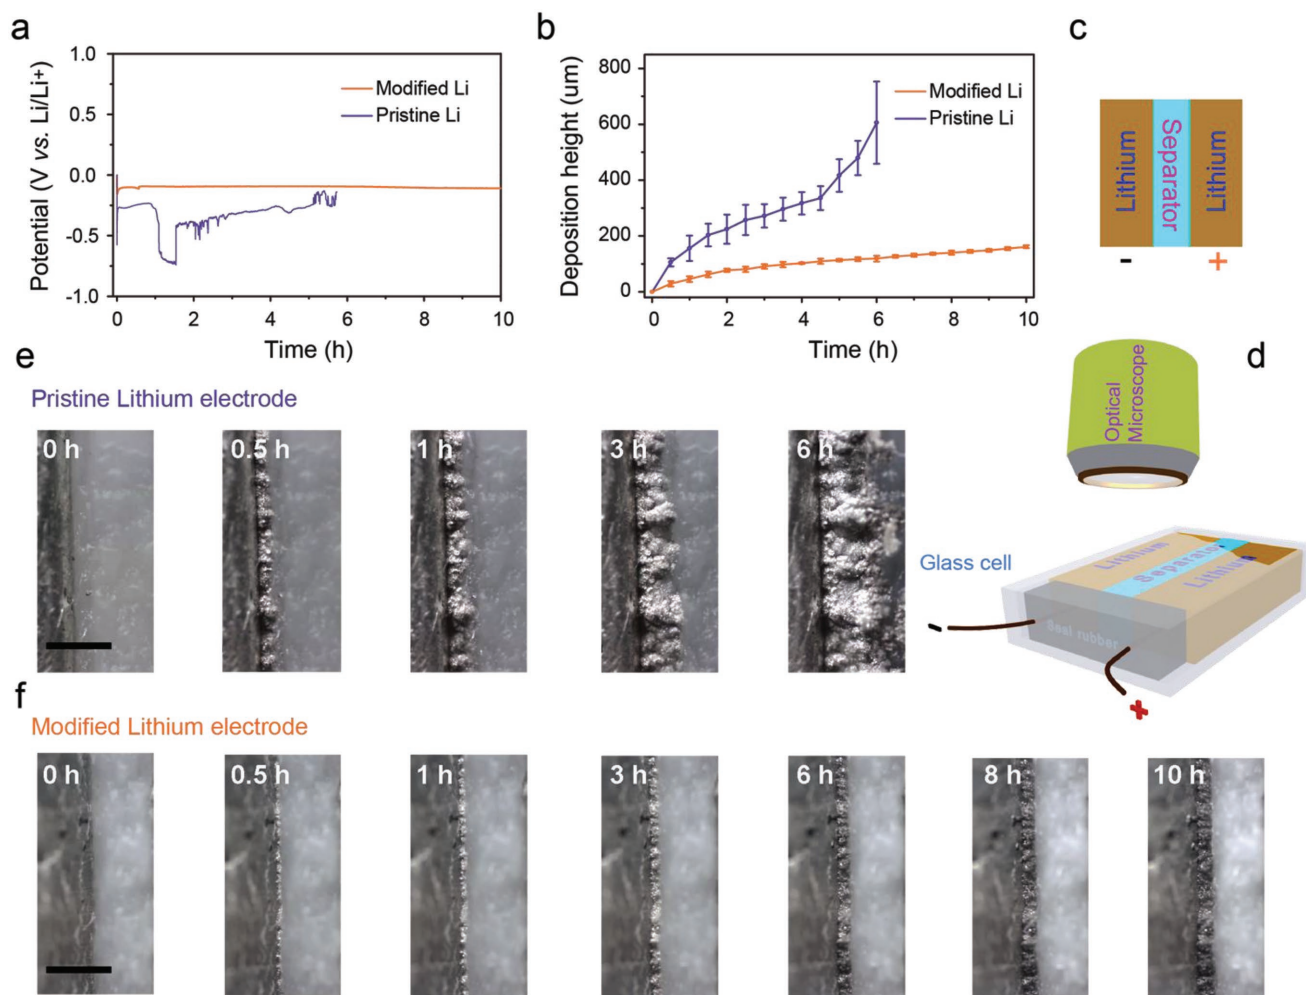 a
1.0
0.5
0.0
-0.5
-1.0
Potential (V vs. Li/Li+)
Modified Li
Pristine Li
0 2 4 6 8 10
Time (h)
b
800
600
400
200
0
Deposition height (um)
Modified Li
Pristine Li
0 2 4 6 8 10
Time (h)
c
Lithium
Separator
Lithium
- +
d
Optical
Microscope
Glass cell
Lithium
Separator
Lithium
Seal rubber
- +
e
Pristine Lithium electrode
0 h 0.5 h 1 h 3 h 6 h
f
Modified Lithium electrode
0 h 0.5 h 1 h 3 h 6 h 8 h 10 h